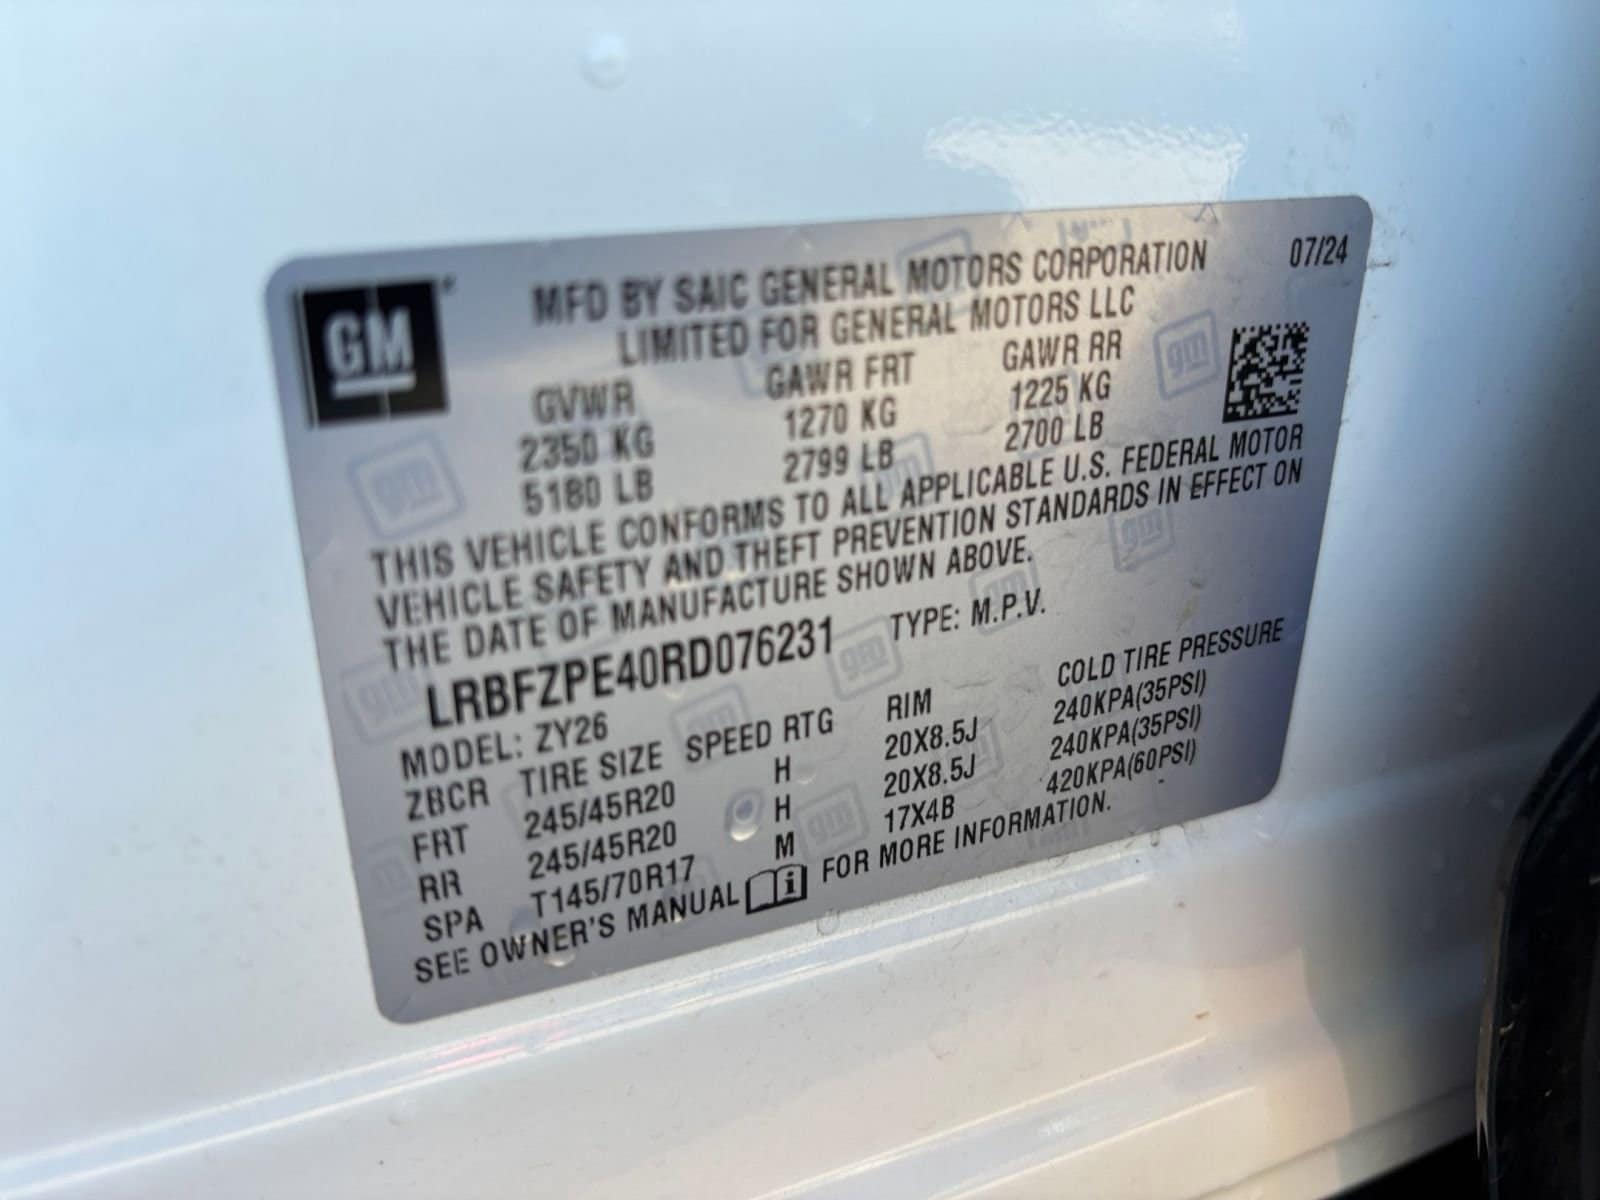 GM
MFD BY SAIC GENERAL MOTORS CORPORATION 07/24
LIMITED FOR GENERAL MOTORS LLC
GVWR GAWR FRT GAWR RR
2350 KG 1270 KG 1225 KG
5180 LB 2799 LB 2700 LB
THIS VEHICLE CONFORMS TO ALL APPLICABLE U.S. FEDERAL MOTOR
VEHICLE SAFETY AND THEFT PREVENTION STANDARDS IN EFFECT ON
THE DATE OF MANUFACTURE SHOWN ABOVE.
LRBFZPE40RD076231 TYPE: M.P.V.
MODEL: ZY26
ZBCR TIRE SIZE SPEED RTG RIM COLD TIRE PRESSURE
FRT 245/45R20 H 20X8.5J 240KPA(35PSI)
RR 245/45R20 H 20X8.5J 240KPA(35PSI)
SPA T145/70R17 M 17X4B 420KPA(60PSI)
SEE OWNER'S MANUAL i FOR MORE INFORMATION.